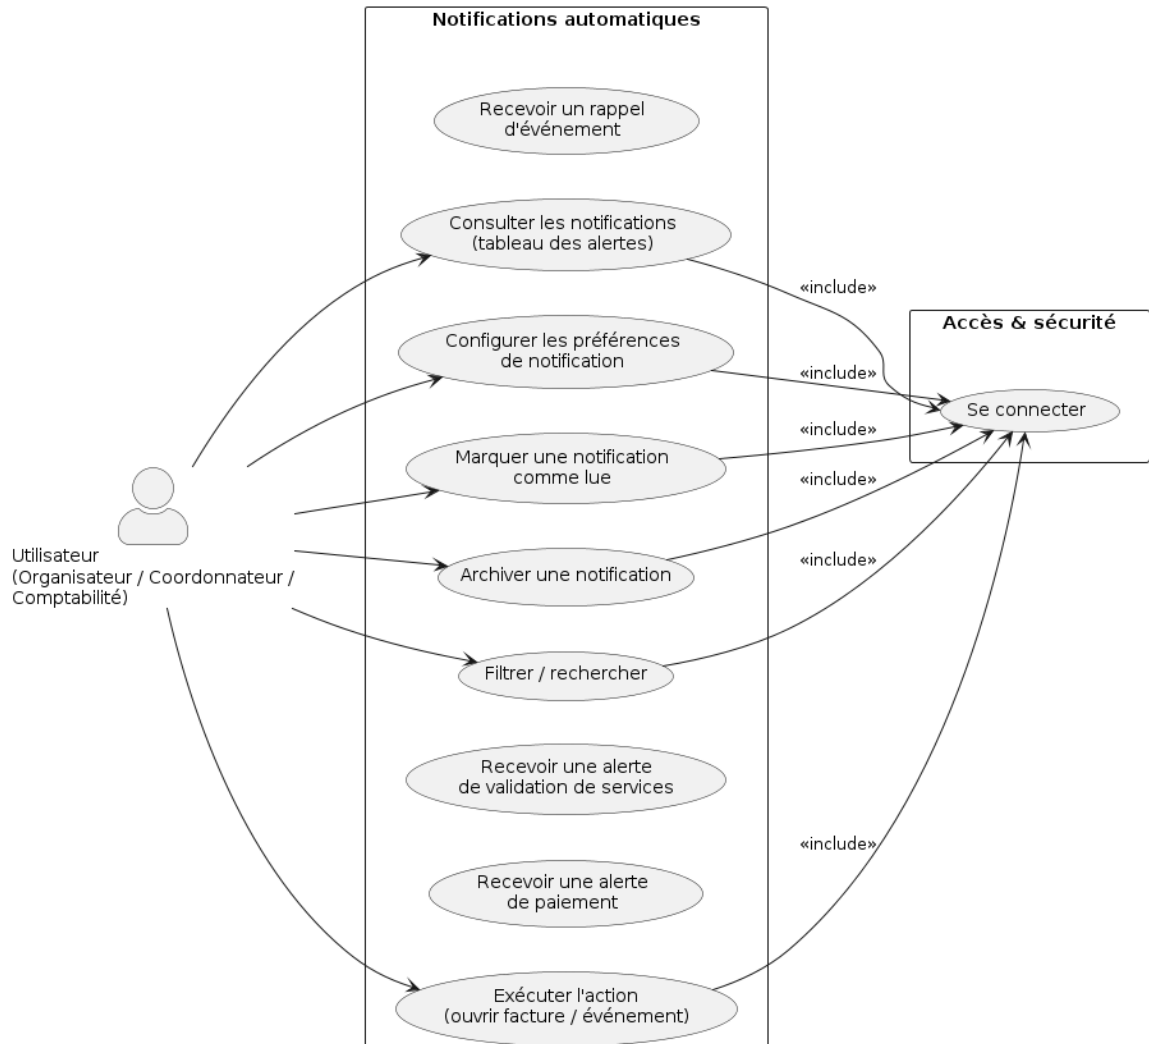 Notifications automatiques
Recevoir un rappel
d'événement
Consulter les notifications
(tableau des alertes)
«include»
Accès & sécurité
Configurer les préférences
de notification
«include»
Se connecter
«include»
Marquer une notification
comme lue
«include»
Utilisateur
(Organisateur / Coordonnateur /
Comptabilité)
Archiver une notification
«include»
Filtrer / rechercher
Recevoir une alerte
de validation de services
Recevoir une alerte
de paiement
«include»
Exécuter l'action
(ouvrir facture / événement)